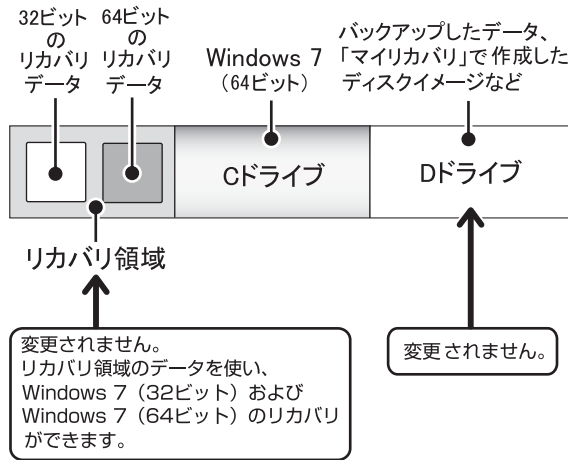 32ビット
の
リカバリ
データ
64ビット
の
リカバリ
データ
Windows 7
(64ビット)
バックアップしたデータ、
「マイリカバリ」で作成した
ディスクイメージなど
Cドライブ
Dドライブ
リカバリ領域
変更されません。
リカバリ領域のデータを使い、
Windows 7(32ビット)および
Windows 7(64ビット)のリカバリ
ができます。
変更されません。